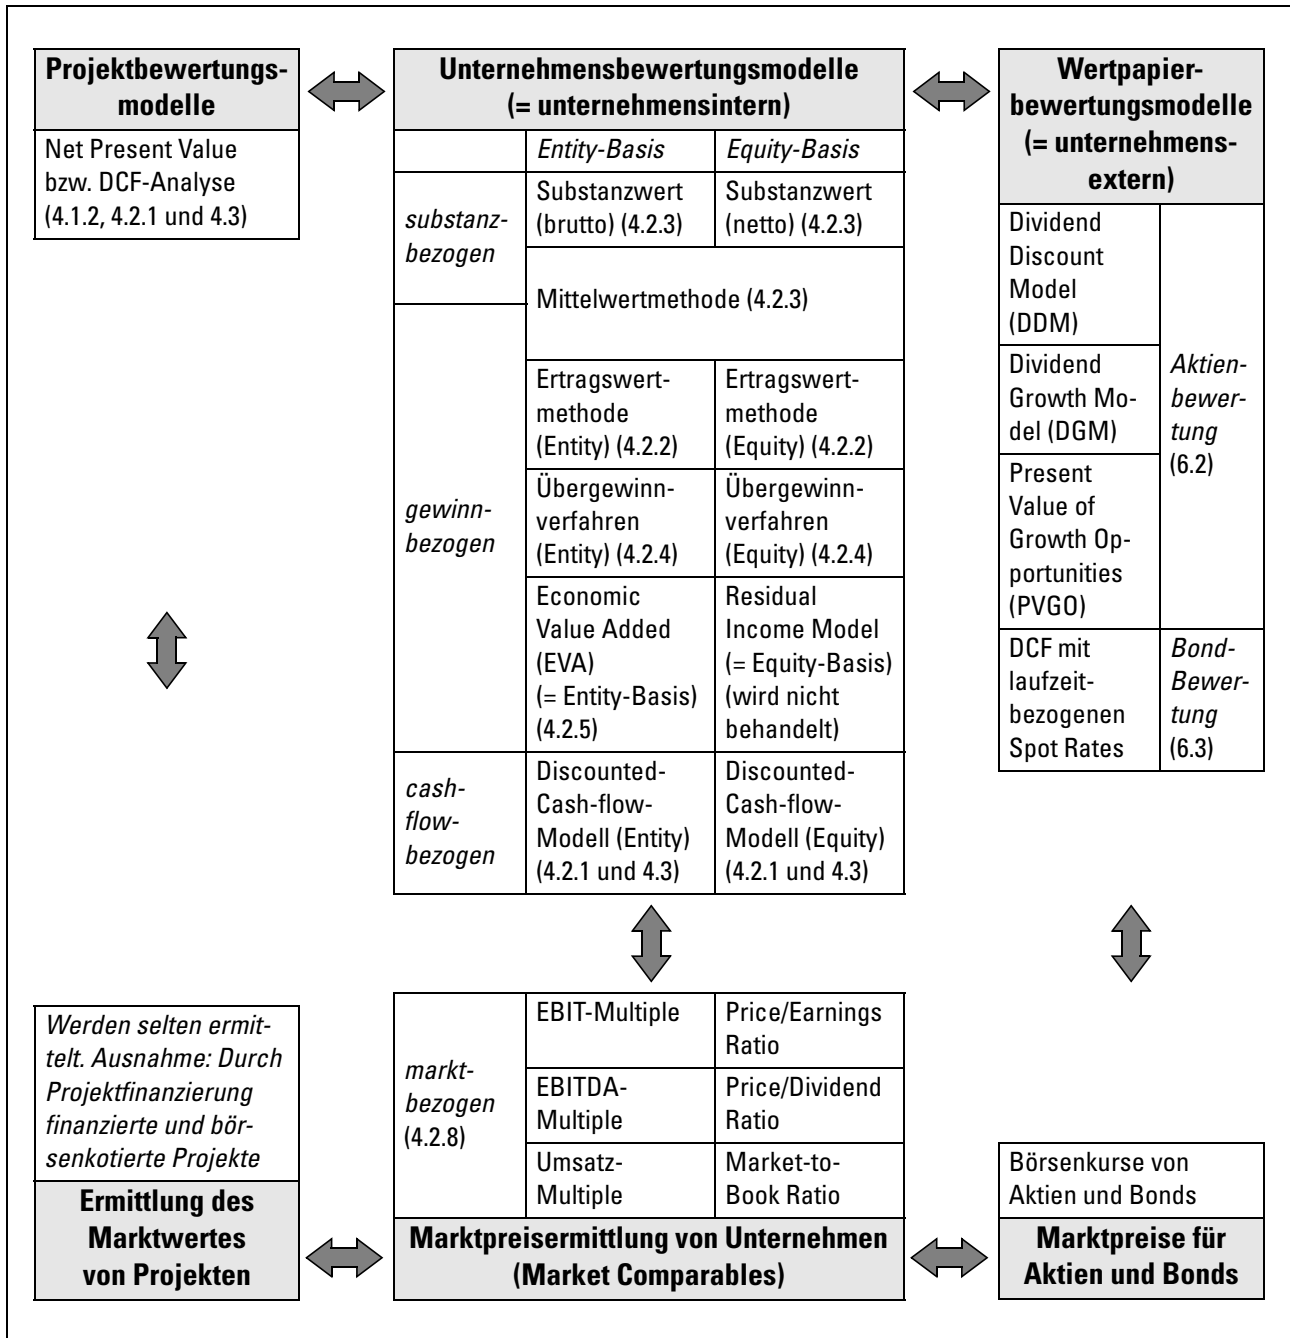 Projektbewertungs-
modelle
Net Present Value
bzw. DCF-Analyse
(4.1.2, 4.2.1 und 4.3)
Unternehmensbewertungsmodelle
(= unternehmensintern)
Entity-Basis
Equity-Basis
substanz-
bezogen
Substanzwert
(brutto) (4.2.3)
Substanzwert
(netto) (4.2.3)
Mittelwertmethode (4.2.3)
gewinn-
bezogen
Ertragswert-
methode
(Entity) (4.2.2)
Ertragswert-
methode
(Equity) (4.2.2)
Übergewinn-
verfahren
(Entity) (4.2.4)
Übergewinn-
verfahren
(Equity) (4.2.4)
Economic
Value Added
(EVA)
(= Entity-Basis)
(4.2.5)
Residual
Income Model
(= Equity-Basis)
(wird nicht
behandelt)
cash-
flow-
bezogen
Discounted-
Cash-flow-
Modell (Entity)
(4.2.1 und 4.3)
Discounted-
Cash-flow-
Modell (Equity)
(4.2.1 und 4.3)
Wertpapier-
bewertungsmodelle
(= unternehmens-
extern)
Dividend
Discount
Model
(DDM)
Dividend
Growth Mo-
del (DGM)
Present
Value of
Growth Op-
portunities
(PVGO)
Aktien-
bewer-
tung
(6.2)
DCF mit
laufzeit-
bezogenen
Spot Rates
Bond-
Bewer-
tung
(6.3)
Werden selten ermit-
telt. Ausnahme: Durch
Projektfinanzierung
finanzierte und bör-
senkotierte Projekte
Ermittlung des
Marktwertes
von Projekten
markt-
bezogen
(4.2.8)
EBIT-Multiple
Price/Earnings
Ratio
EBITDA-
Multiple
Price/Dividend
Ratio
Umsatz-
Multiple
Market-to-
Book Ratio
Marktpreisermittlung von Unternehmen
(Market Comparables)
Börsenkurse von
Aktien und Bonds
Marktpreise für
Aktien und Bonds